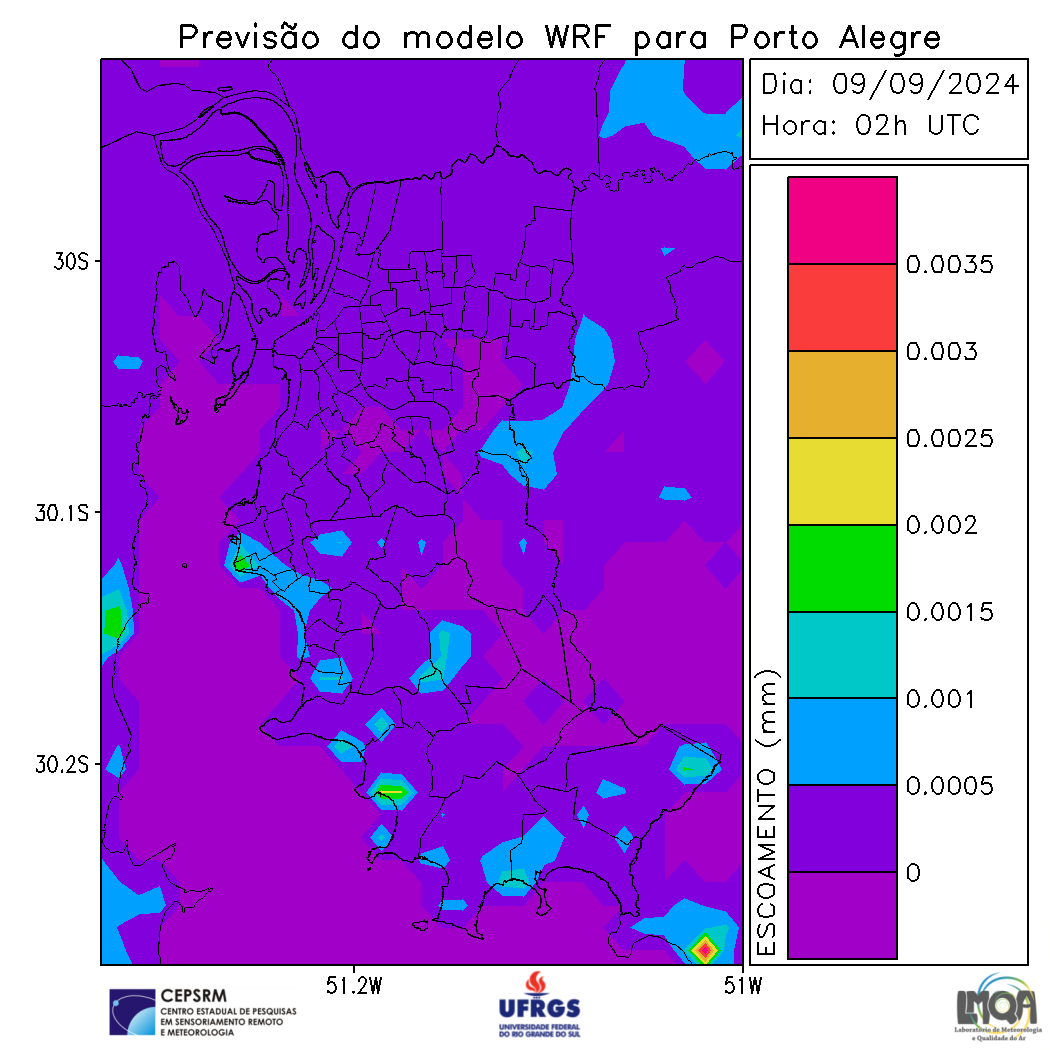 Previsão do modelo WRF para Porto Alegre
Dia: 09/09/2024
Hora: 02h UTC
30S
30.1S
30.2S
51.2W
51W
ESCOAMENTO (mm)
0.0035
0.003
0.0025
0.002
0.0015
0.001
0.0005
0
CEPSRM
CENTRO ESTADUAL DE PESQUISAS
EM SENSORIAMENTO REMOTO
E METEOROLOGIA
UFRGS
UNIVERSIDADE FEDERAL
DO RIO GRANDE DO SUL
LMQA
Laboratório de Meteorologia
e Qualidade do Ar